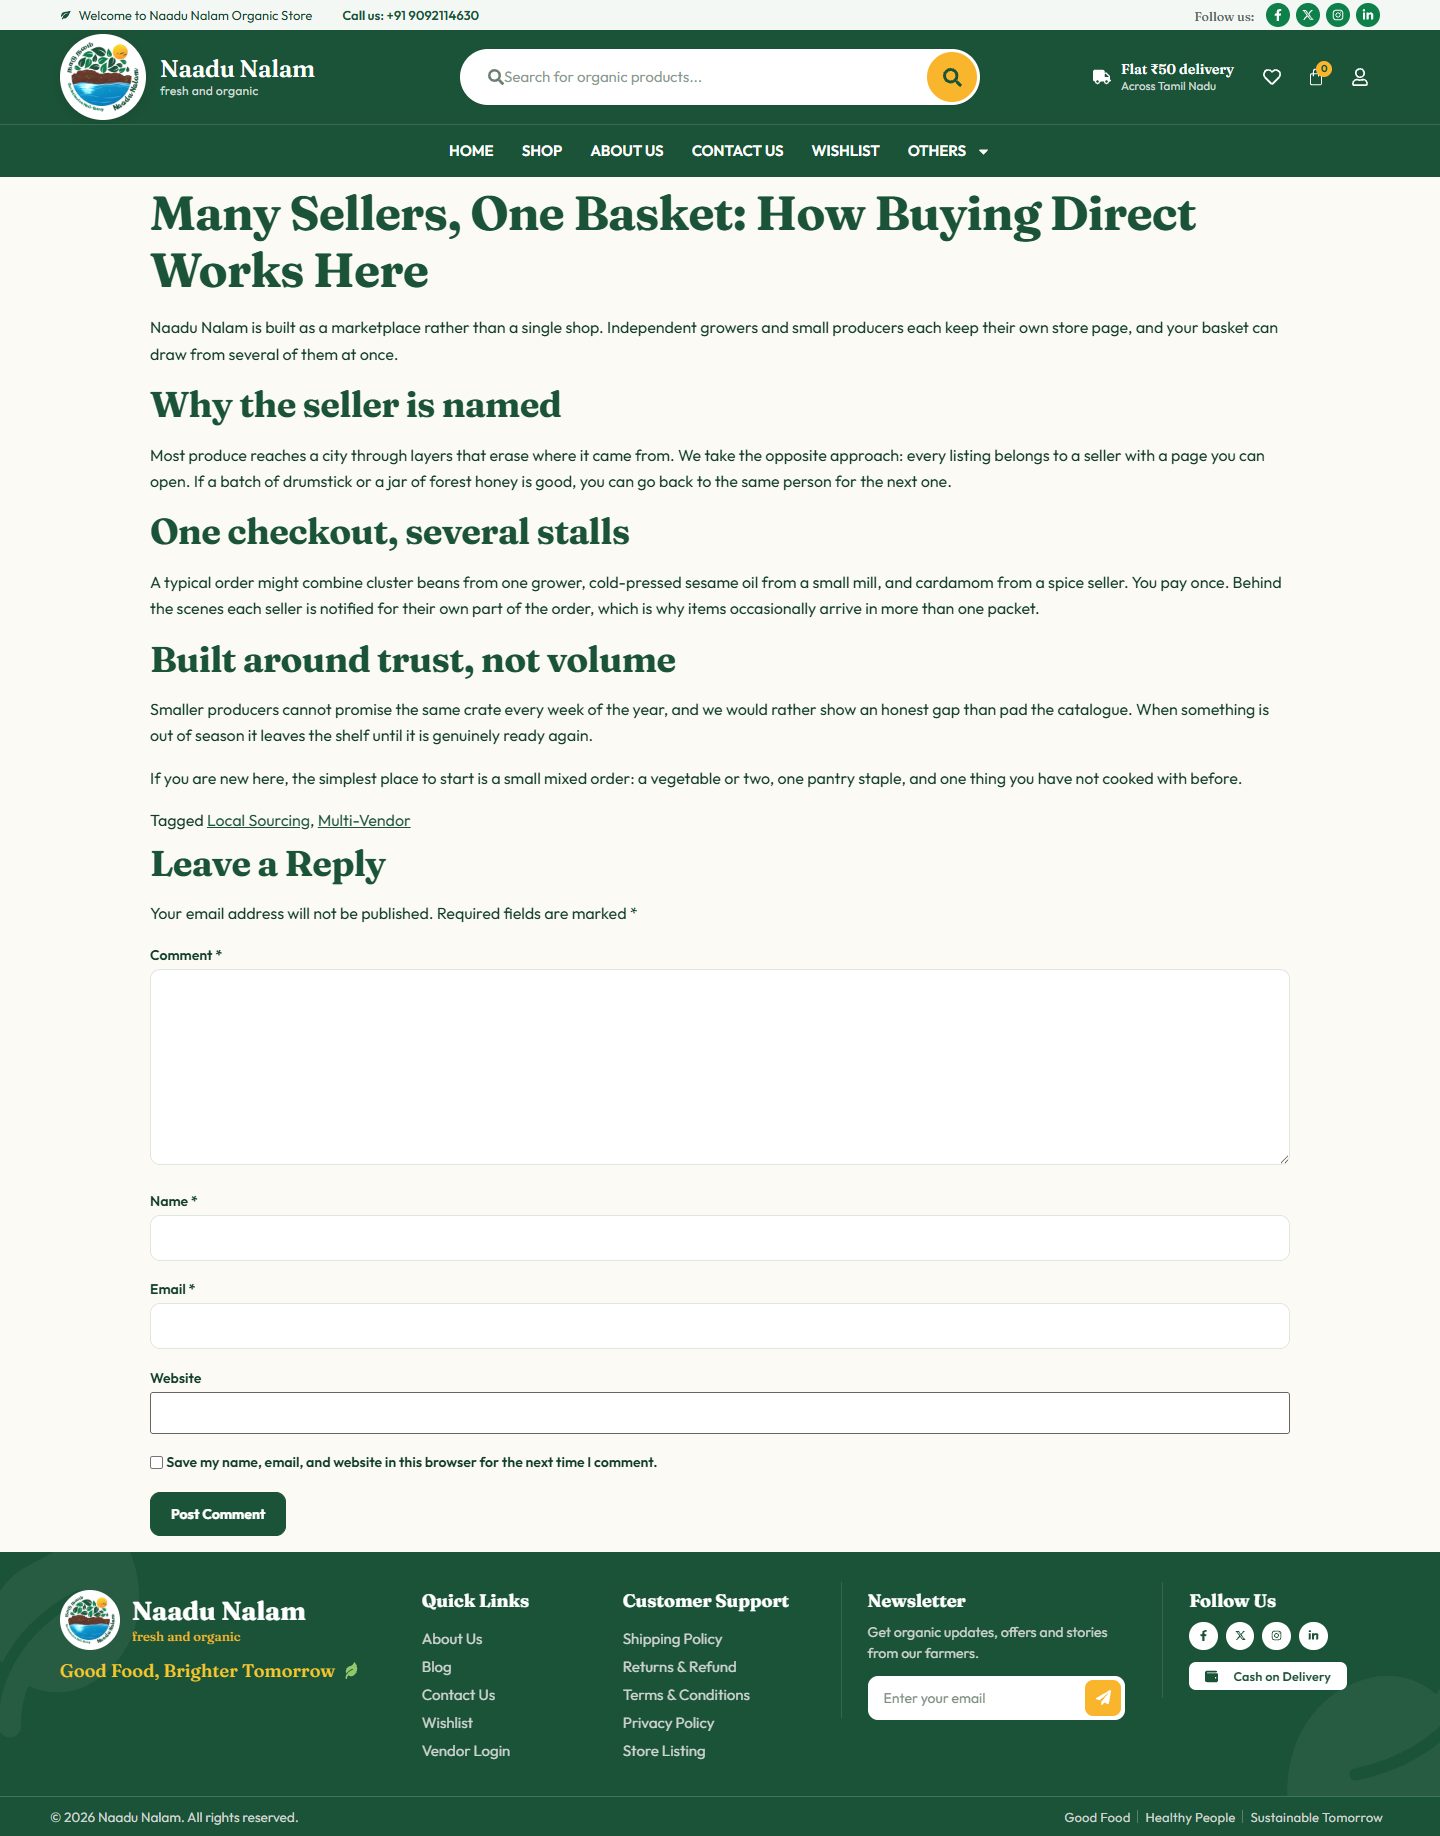 Welcome to Naadu Nalam Organic Store
Call us: +91 9092114630
Follow us:
Naadu Nalam
fresh and organic
Search for organic products...
Flat ₹50 delivery
Across Tamil Nadu
0
HOME
SHOP
ABOUT US
CONTACT US
WISHLIST
OTHERS
Many Sellers, One Basket: How Buying Direct
Works Here
Naadu Nalam is built as a marketplace rather than a single shop. Independent growers and small producers each keep their own store page, and your basket can
draw from several of them at once.
Why the seller is named
Most produce reaches a city through layers that erase where it came from. We take the opposite approach: every listing belongs to a seller with a page you can
open. If a batch of drumstick or a jar of forest honey is good, you can go back to the same person for the next one.
One checkout, several stalls
A typical order might combine cluster beans from one grower, cold-pressed sesame oil from a small mill, and cardamom from a spice seller. You pay once. Behind
the scenes each seller is notified for their own part of the order, which is why items occasionally arrive in more than one packet.
Built around trust, not volume
Smaller producers cannot promise the same crate every week of the year, and we would rather show an honest gap than pad the catalogue. When something is
out of season it leaves the shelf until it is genuinely ready again.
If you are new here, the simplest place to start is a small mixed order: a vegetable or two, one pantry staple, and one thing you have not cooked with before.
Tagged Local Sourcing, Multi-Vendor
Leave a Reply
Your email address will not be published. Required fields are marked *
Comment *
Name *
Email *
Website
Save my name, email, and website in this browser for the next time I comment.
Post Comment
Naadu Nalam
fresh and organic
Good Food, Brighter Tomorrow
Quick Links
About Us
Blog
Contact Us
Wishlist
Vendor Login
Customer Support
Shipping Policy
Returns & Refund
Terms & Conditions
Privacy Policy
Store Listing
Newsletter
Get organic updates, offers and stories
from our farmers.
Enter your email
Follow Us
Cash on Delivery
© 2026 Naadu Nalam. All rights reserved.
Good Food
Healthy People
Sustainable Tomorrow